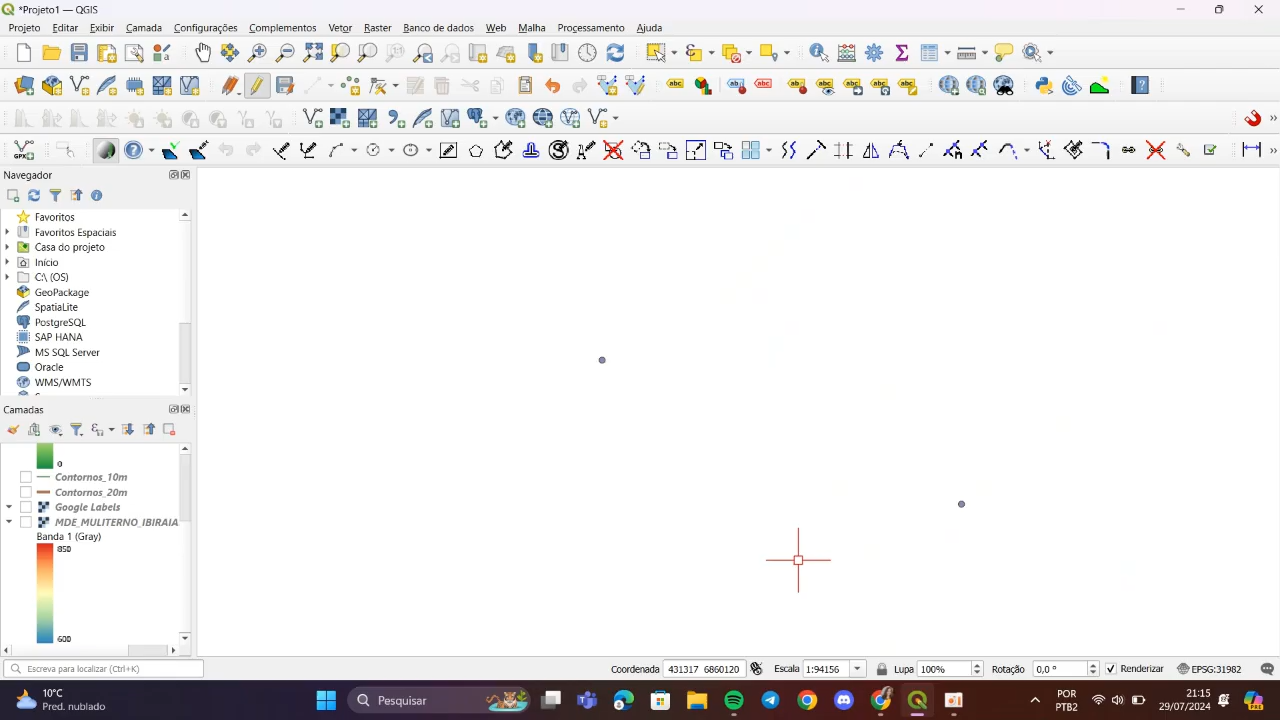 *Projeto1 — QGIS
Projeto Editar Exibir Camada Configurações Complementos Vetor Raster Banco de dados Web Malha Processamento Ajuda
Navegador
Favoritos
Favoritos Espaciais
Casa do projeto
Início
C:\ (OS)
GeoPackage
SpatiaLite
PostgreSQL
SAP HANA
MS SQL Server
Oracle
WMS/WMTS
Camadas
0
Contornos_10m
Contornos_20m
Google Labels
MDE_MULITERNO_IBIRAIA
Banda 1 (Gray)
850
600
Escreva para localizar (Ctrl+K)
Coordenada 431317 6860120 Escala 1:94156 Lupa 100% Rotação 0,0 ° Renderizar EPSG:31982
10°C
Pred. nublado
Pesquisar
POR
PTB2
21:15
29/07/2024